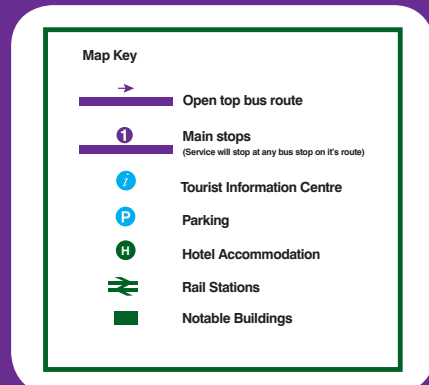 Map Key
Open top bus route
1 Main stops
(Service will stop at any bus stop on it's route)
i Tourist Information Centre
P Parking
H Hotel Accommodation
Rail Stations
Notable Buildings